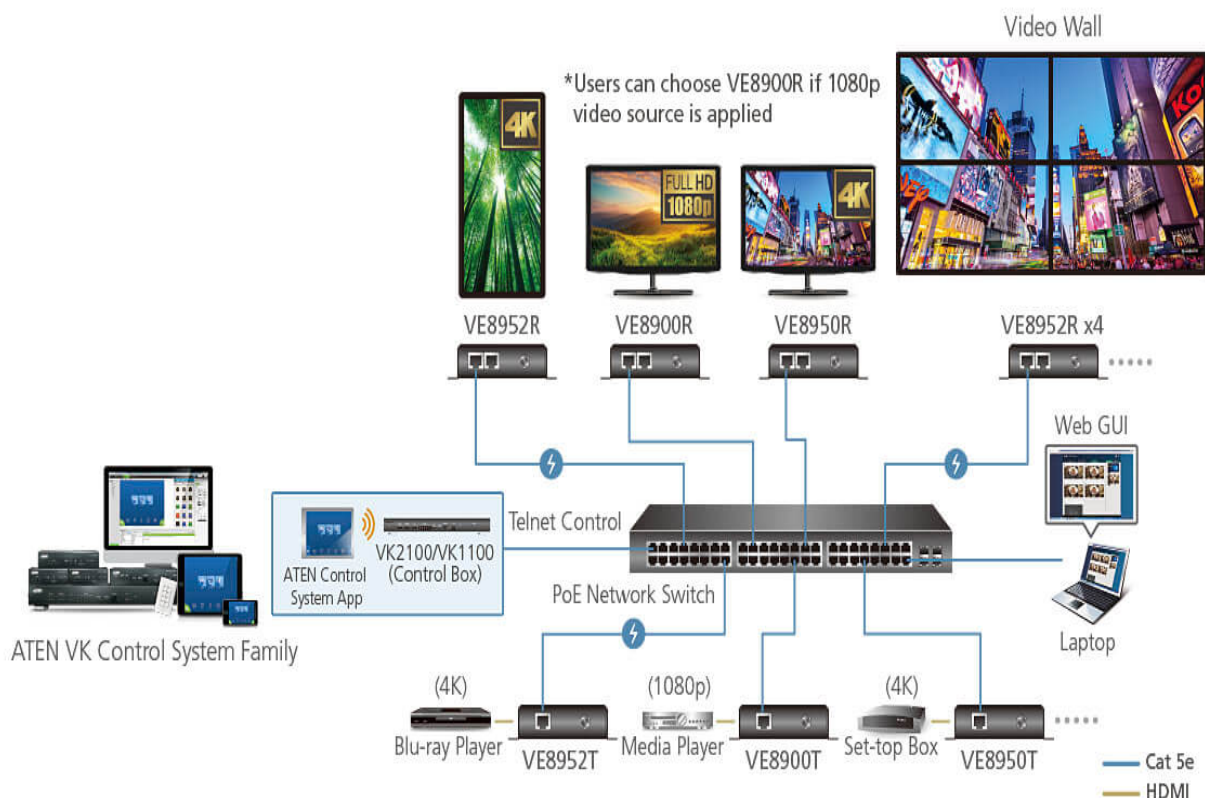 Video Wall
*Users can choose VE8900R if 1080p
video source is applied
4K
FULL HD
1080p
4K
VE8952R
VE8900R
VE8950R
VE8952R x4
Web GUI
Telnet Control
VK2100/VK1100
(Control Box)
ATEN Control
System App
PoE Network Switch
ATEN VK Control System Family
Laptop
(4K)
(1080p)
(4K)
Blu-ray Player
VE8952T
Media Player
VE8900T
Set-top Box
VE8950T
Cat 5e
HDMI